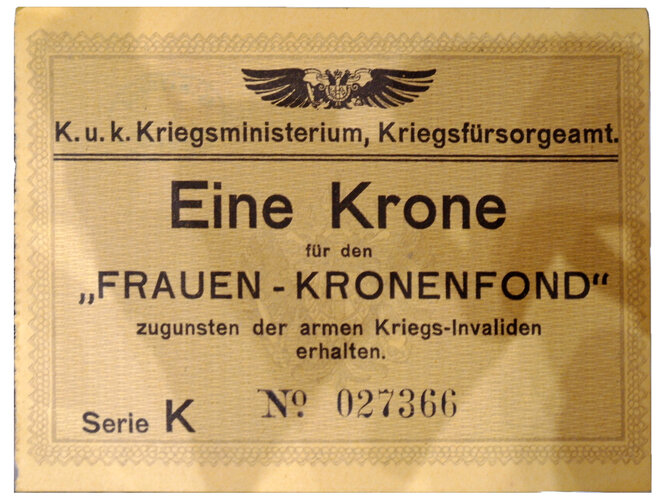 K. u. k. Kriegsministerium, Kriegsfürsorgeamt.
Eine Krone
für den
„FRAUEN - KRONENFOND“
zugunsten der armen Kriegs-Invaliden
erhalten.
Serie K No 027366